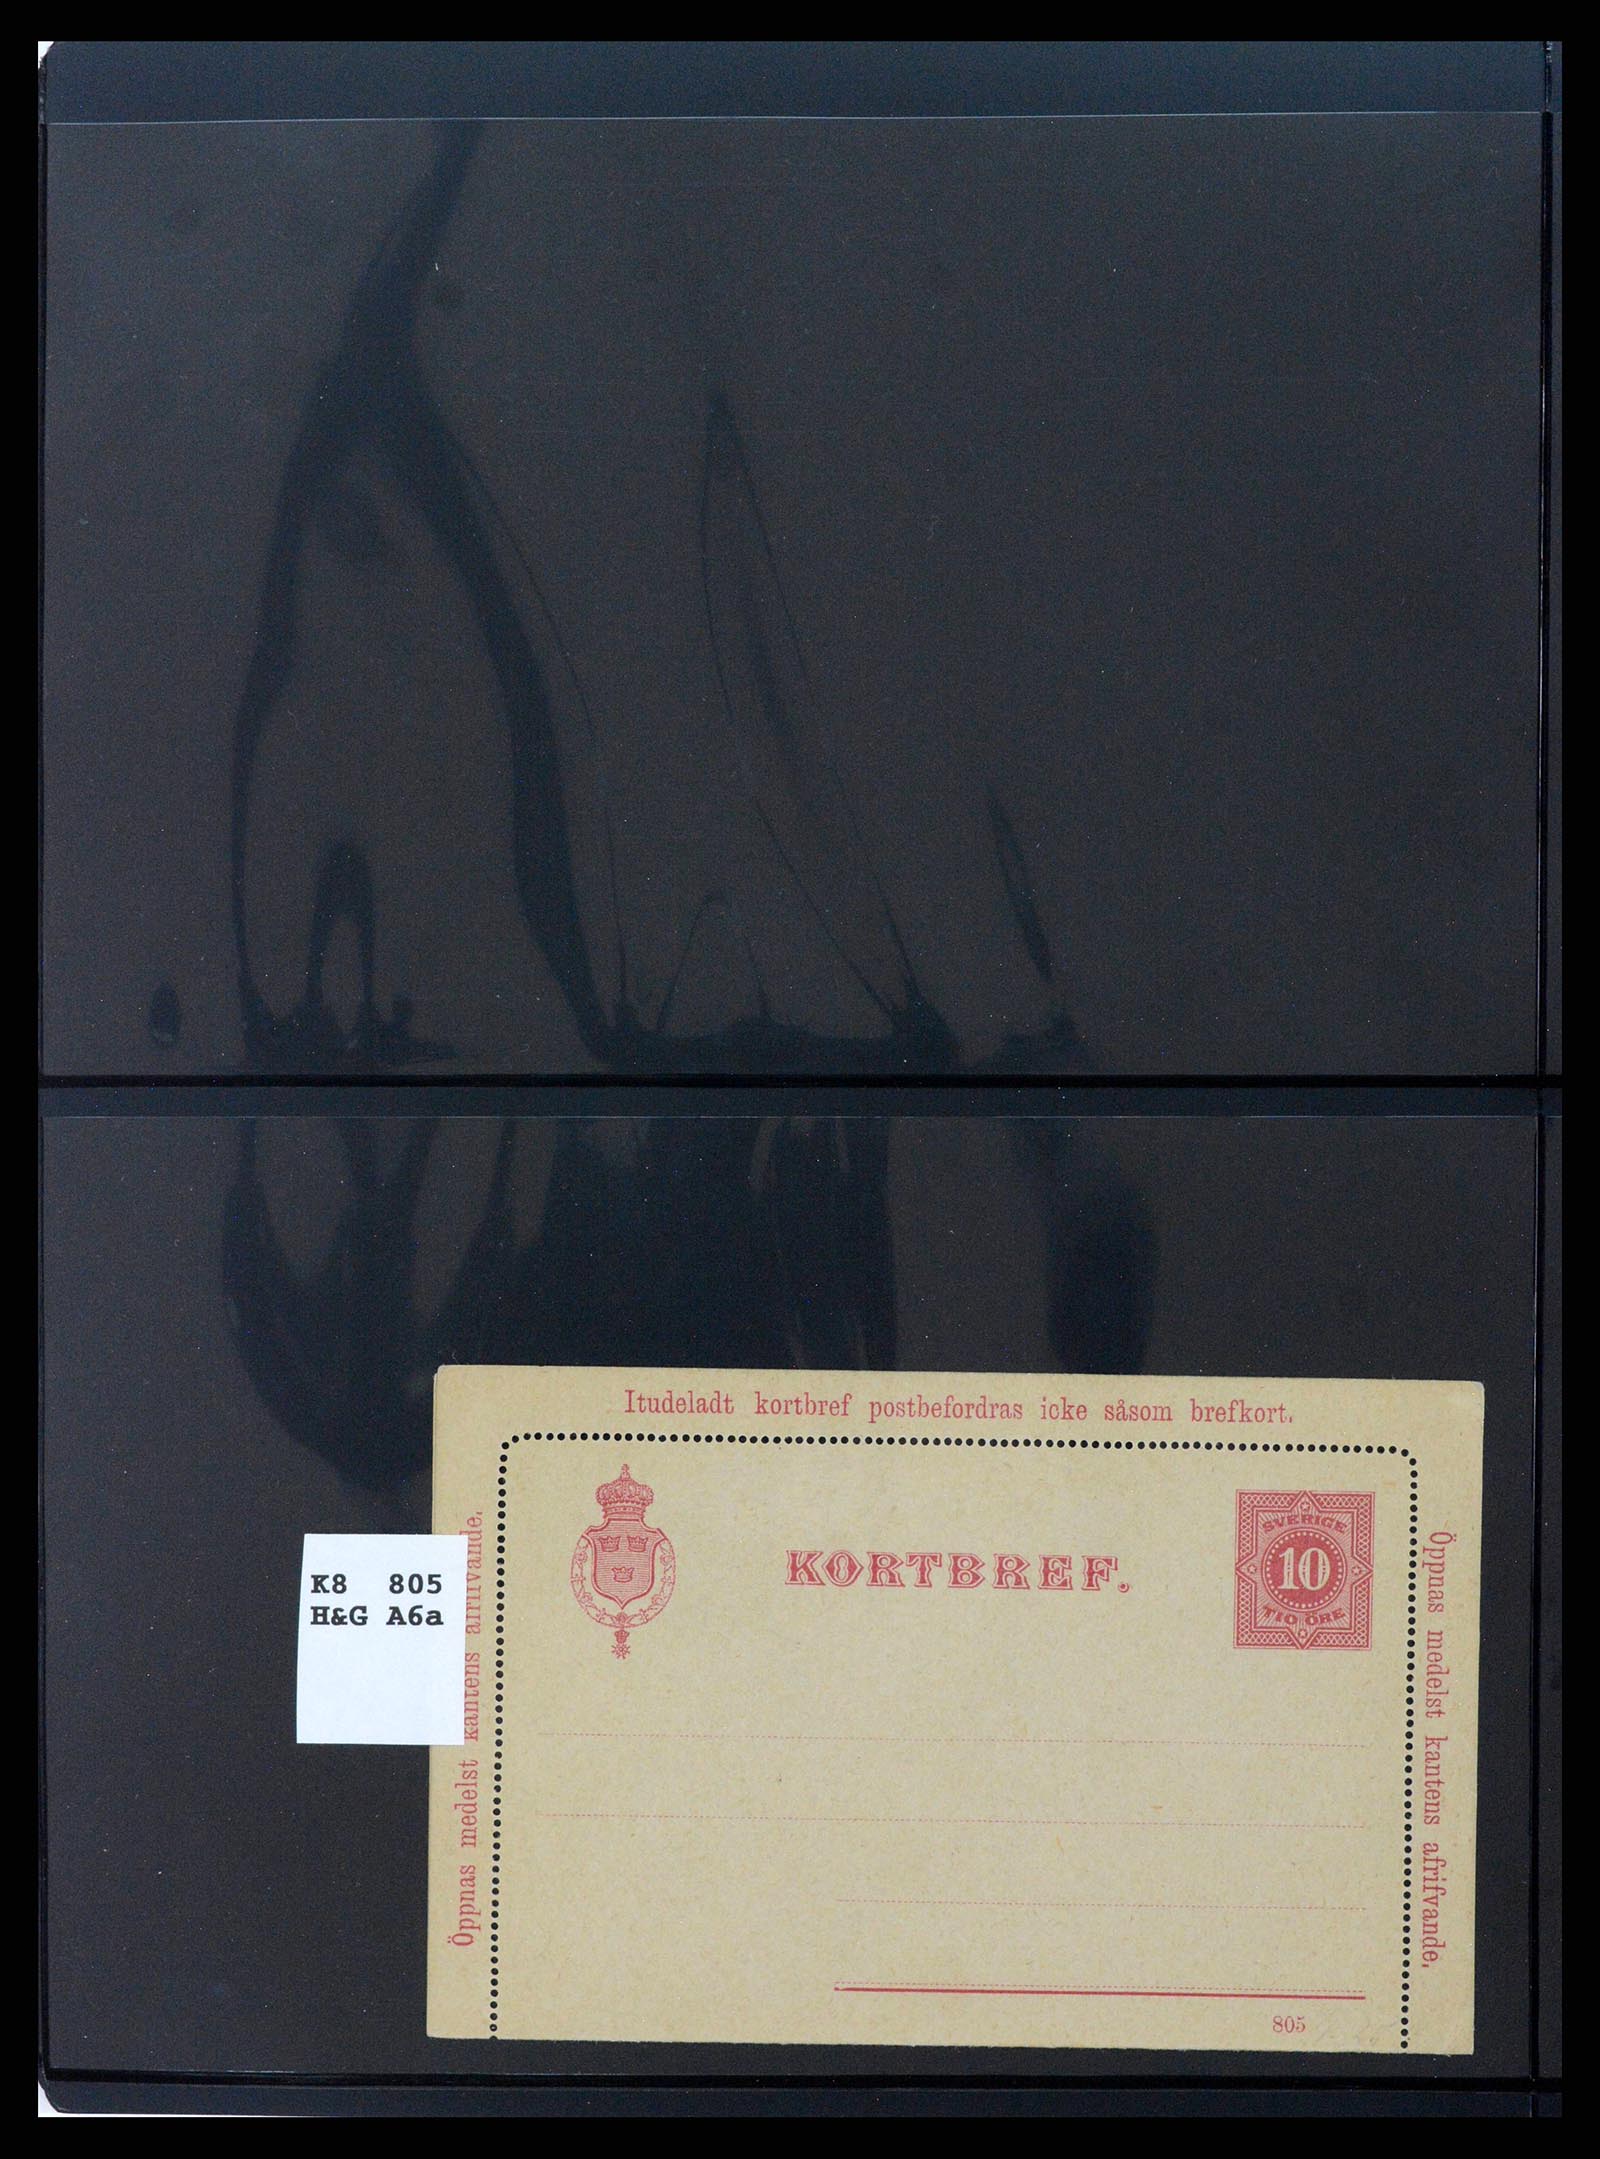 Itudeladt kortbref postbefordras icke såsom brefkort.
KORTBREF.
SVERIGE
10
TIO ÖRE
K8 805
H&G A6a
Öppnas medelst kantens afrifvande.
Öppnas medelst kantens afrifvande.
805